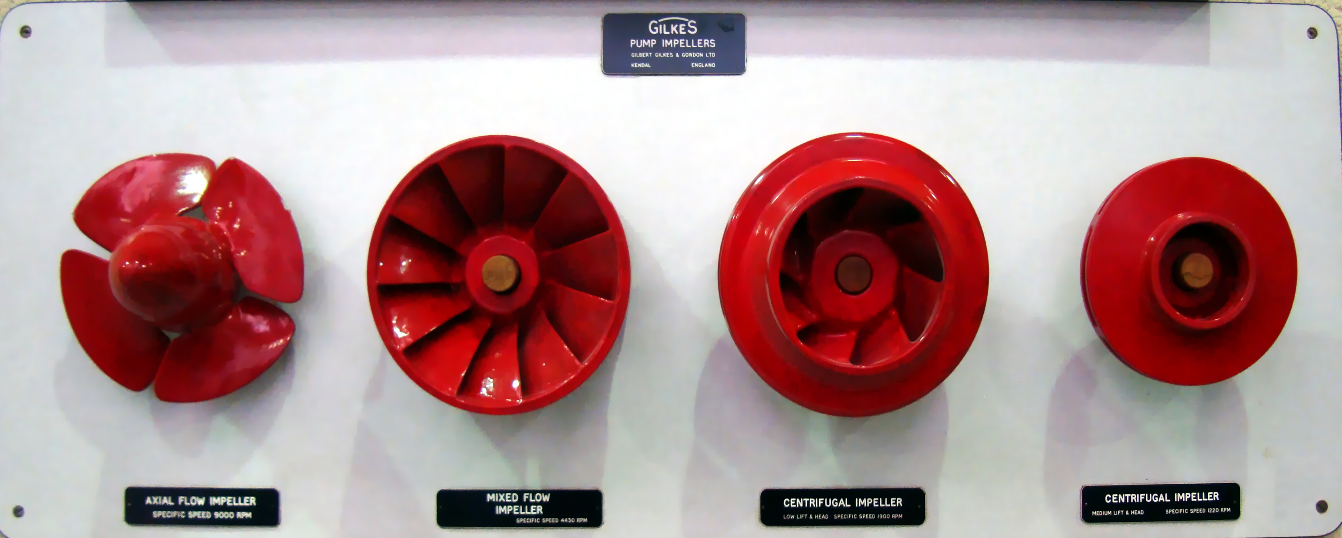 GILKES
PUMP IMPELLERS
GILBERT GILKES & GORDON LTD
KENDAL ENGLAND
AXIAL FLOW IMPELLER
SPECIFIC SPEED 9000 RPM
MIXED FLOW
IMPELLER
SPECIFIC SPEED 4450 RPM
CENTRIFUGAL IMPELLER
LOW LIFT & HEAD SPECIFIC SPEED 1900 RPM
CENTRIFUGAL IMPELLER
MEDIUM LIFT & HEAD SPECIFIC SPEED 1220 RPM